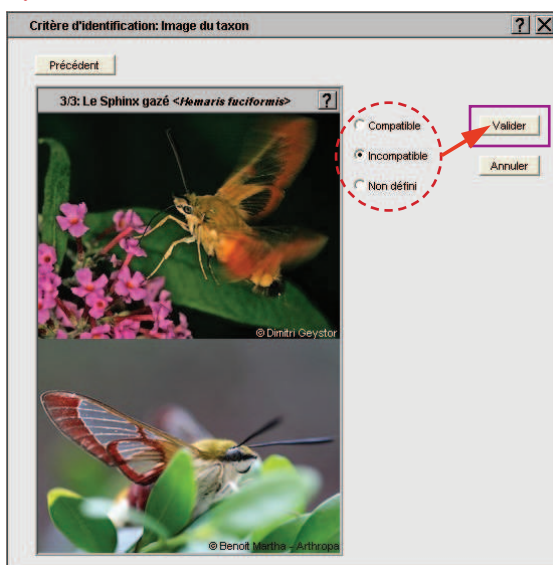 Critère d'identification: Image du taxon
Précédent
3/3: Le Sphinx gazé <Hemaris fuciformis>
Compatible
Incompatible
Non défini
Valider
Annuler
© Dimitri Geystor
© Benoit Martha - Arthropa